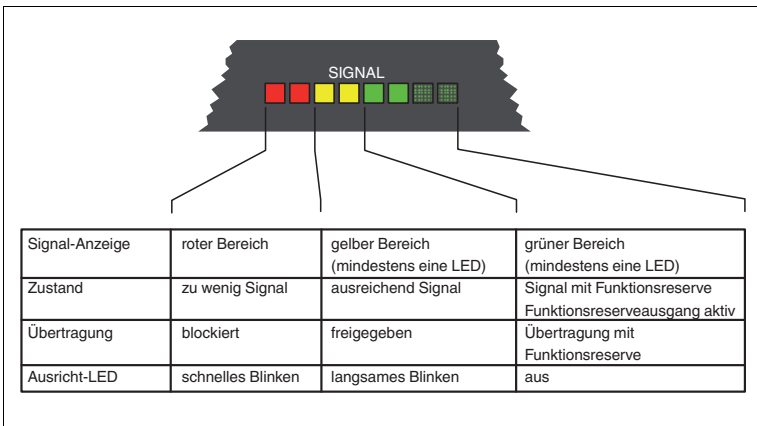 SIGNAL
Signal-Anzeige roter Bereich gelber Bereich grüner Bereich
(mindestens eine LED) (mindestens eine LED)
Zustand zu wenig Signal ausreichend Signal Signal mit Funktionsreserve
Funktionsreserveausgang aktiv
Übertragung blockiert freigegeben Übertragung mit
Funktionsreserve
Ausricht-LED schnelles Blinken langsames Blinken aus